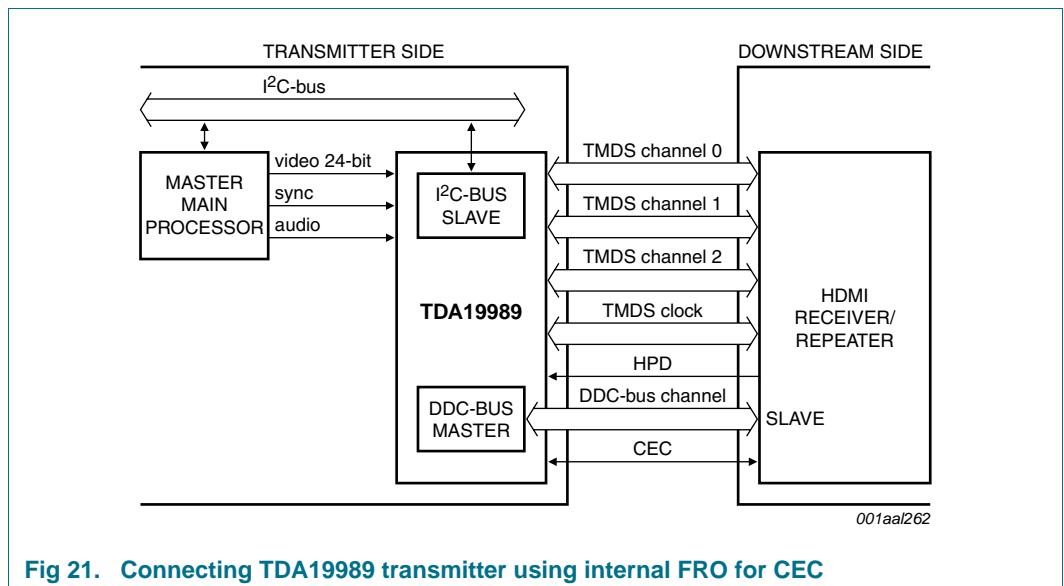 TRANSMITTER SIDE
DOWNSTREAM SIDE
I²C-bus
MASTER
MAIN
PROCESSOR
video 24-bit
sync
audio
I²C-BUS
SLAVE
TDA19989
DDC-BUS
MASTER
TMDS channel 0
TMDS channel 1
TMDS channel 2
TMDS clock
HPD
DDC-bus channel
CEC
HDMI
RECEIVER/
REPEATER
SLAVE
001aal262
Fig 21. Connecting TDA19989 transmitter using internal FRO for CEC